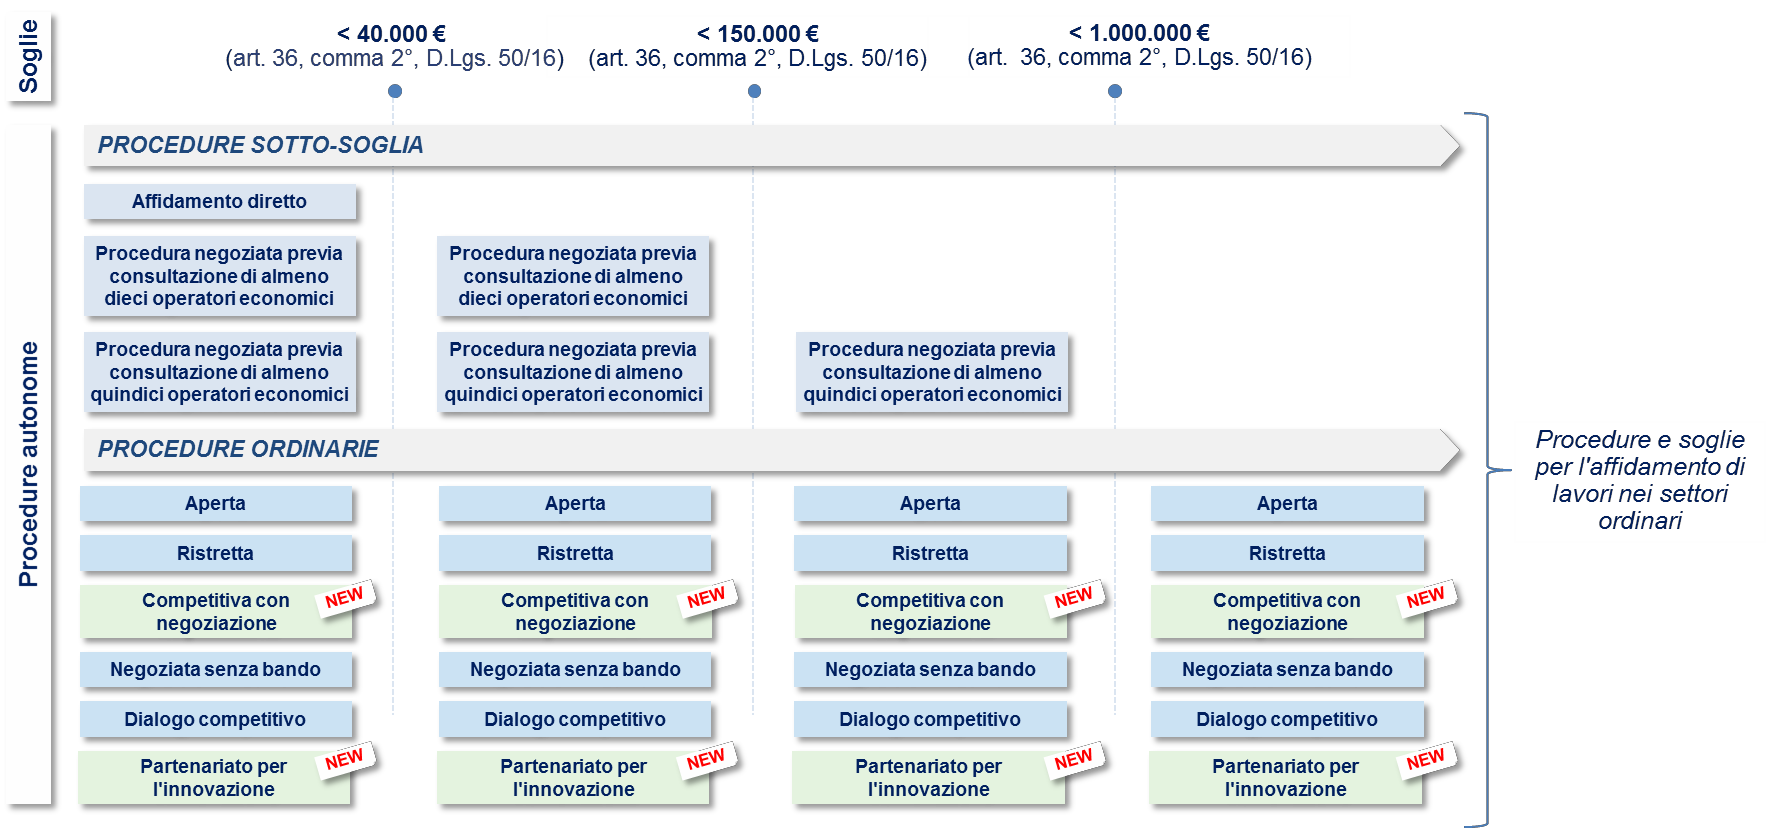 Soglie
< 40.000 €
(art. 36, comma 2°, D.Lgs. 50/16)
< 150.000 €
(art. 36, comma 2°, D.Lgs. 50/16)
< 1.000.000 €
(art.  36, comma 2°, D.Lgs. 50/16)
Procedure autonome
PROCEDURE SOTTO-SOGLIA
Affidamento diretto
Procedura negoziata previa
consultazione di almeno
dieci operatori economici
Procedura negoziata previa
consultazione di almeno
dieci operatori economici
Procedura negoziata previa
consultazione di almeno
quindici operatori economici
Procedura negoziata previa
consultazione di almeno
quindici operatori economici
Procedura negoziata previa
consultazione di almeno
quindici operatori economici
PROCEDURE ORDINARIE
Aperta
Aperta
Aperta
Aperta
Ristretta
Ristretta
Ristretta
Ristretta
Competitiva con
negoziazione
NEW
Competitiva con
negoziazione
NEW
Competitiva con
negoziazione
NEW
Competitiva con
negoziazione
NEW
Negoziata senza bando
Negoziata senza bando
Negoziata senza bando
Negoziata senza bando
Dialogo competitivo
Dialogo competitivo
Dialogo competitivo
Dialogo competitivo
Partenariato per
l'innovazione
NEW
Partenariato per
l'innovazione
NEW
Partenariato per
l'innovazione
NEW
Partenariato per
l'innovazione
NEW
Procedure e soglie
per l'affidamento di
lavori nei settori
ordinari